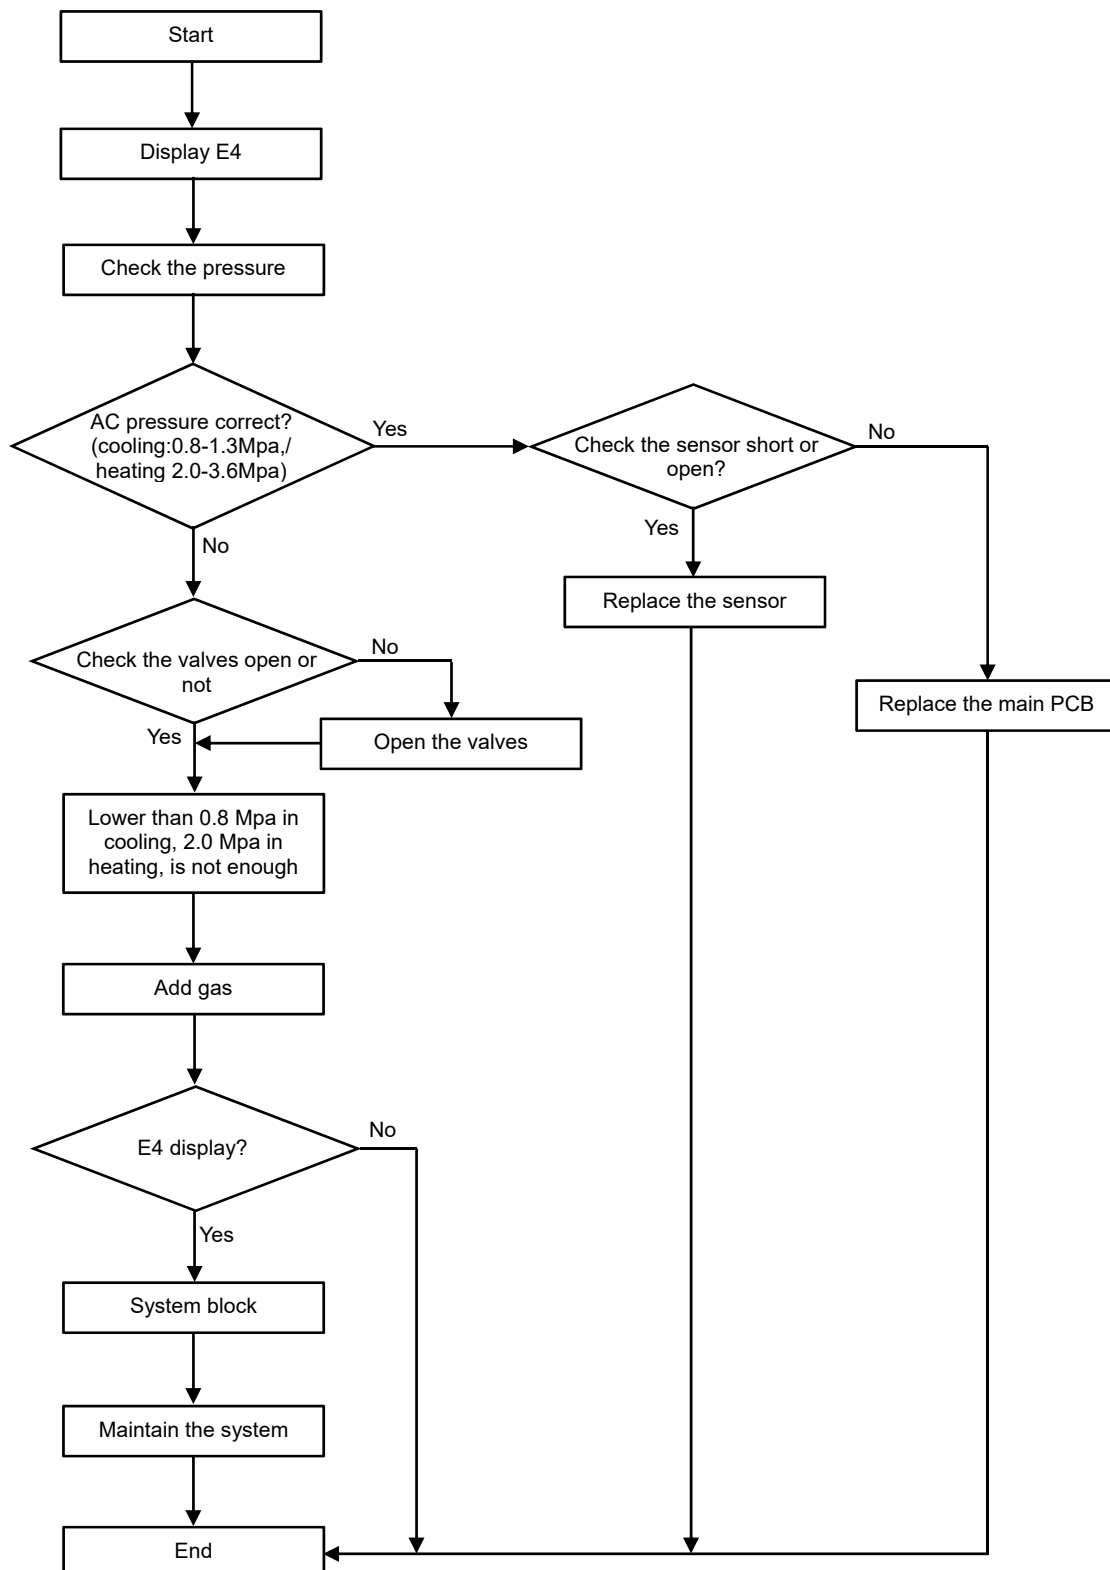 Start
Display E4
Check the pressure
AC pressure correct?
(cooling:0.8-1.3Mpa,/
heating 2.0-3.6Mpa)
Yes
Check the sensor short or
open?
No
No
Yes
Replace the sensor
Check the valves open or
not
No
Replace the main PCB
Yes
Open the valves
Lower than 0.8 Mpa in
cooling, 2.0 Mpa in
heating, is not enough
Add gas
E4 display?
No
Yes
System block
Maintain the system
End